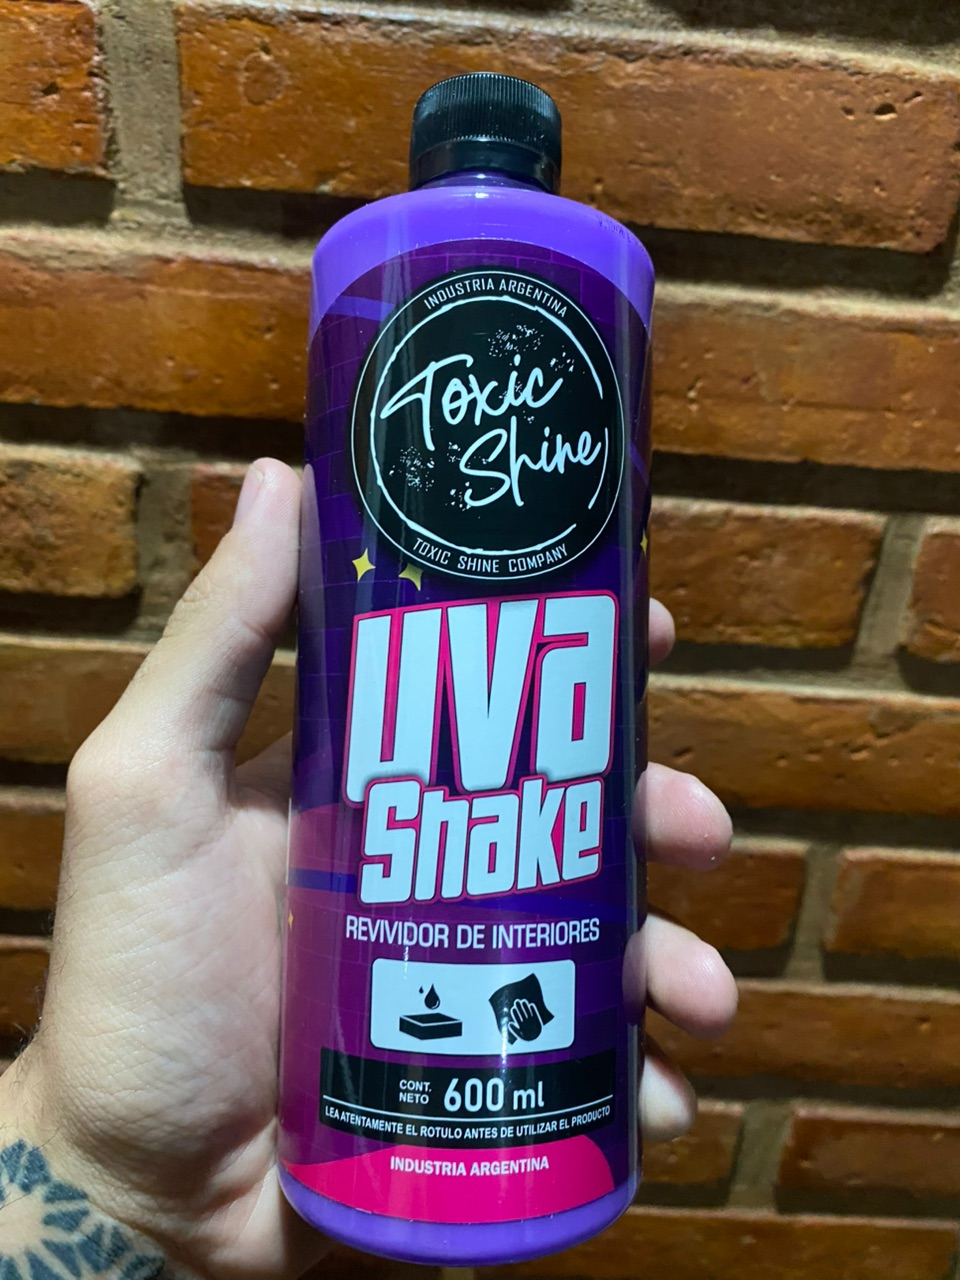 INDUSTRIA ARGENTINA
Toxic
Shine
TOXIC SHINE COMPANY
UVA
Shake
REVIVIDOR DE INTERIORES
CONT.
NETO 600 ml
LEA ATENTAMENTE EL ROTULO ANTES DE UTILIZAR EL PRODUCTO
INDUSTRIA ARGENTINA